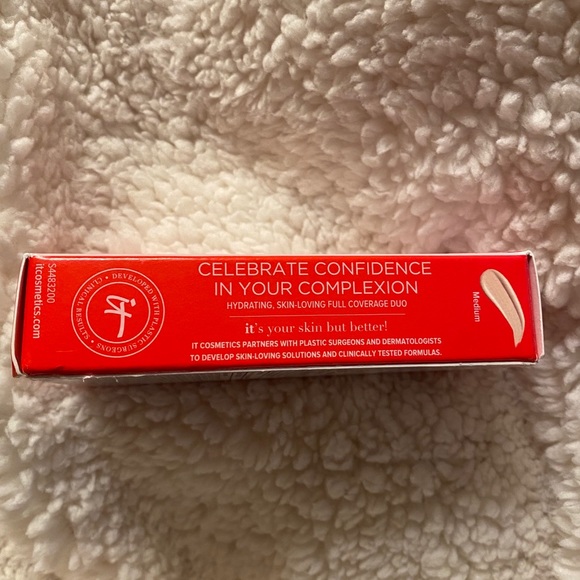 S4483200
itcosmetics.com
DEVELOPED WITH PLASTIC SURGEONS • CLINICAL RESULTS •
iT
CELEBRATE CONFIDENCE
IN YOUR COMPLEXION
HYDRATING, SKIN-LOVING FULL COVERAGE DUO
it's your skin but better!
IT COSMETICS PARTNERS WITH PLASTIC SURGEONS AND DERMATOLOGISTS
TO DEVELOP SKIN-LOVING SOLUTIONS AND CLINICALLY TESTED FORMULAS.
Medium